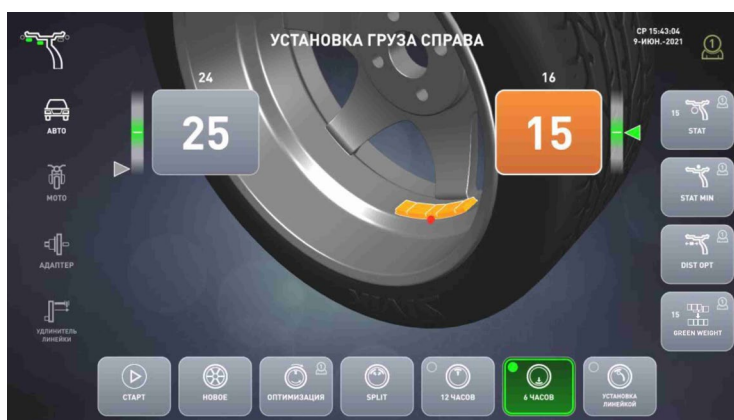 УСТАНОВКА ГРУЗА СПРАВА
СР 15:43:04
9-ИЮН.-2021
1
24
16
25
15
АВТО
МОТО
АДАПТЕР
УДЛИНИТЕЛЬ
ЛИНЕЙКИ
15
STAT
STAT MIN
DIST OPT
15
GREEN WEIGHT
SIVIK
СТАРТ
НОВОЕ
ОПТИМИЗАЦИЯ
SPLIT
12 ЧАСОВ
6 ЧАСОВ
УСТАНОВКА
ЛИНЕЙКОЙ